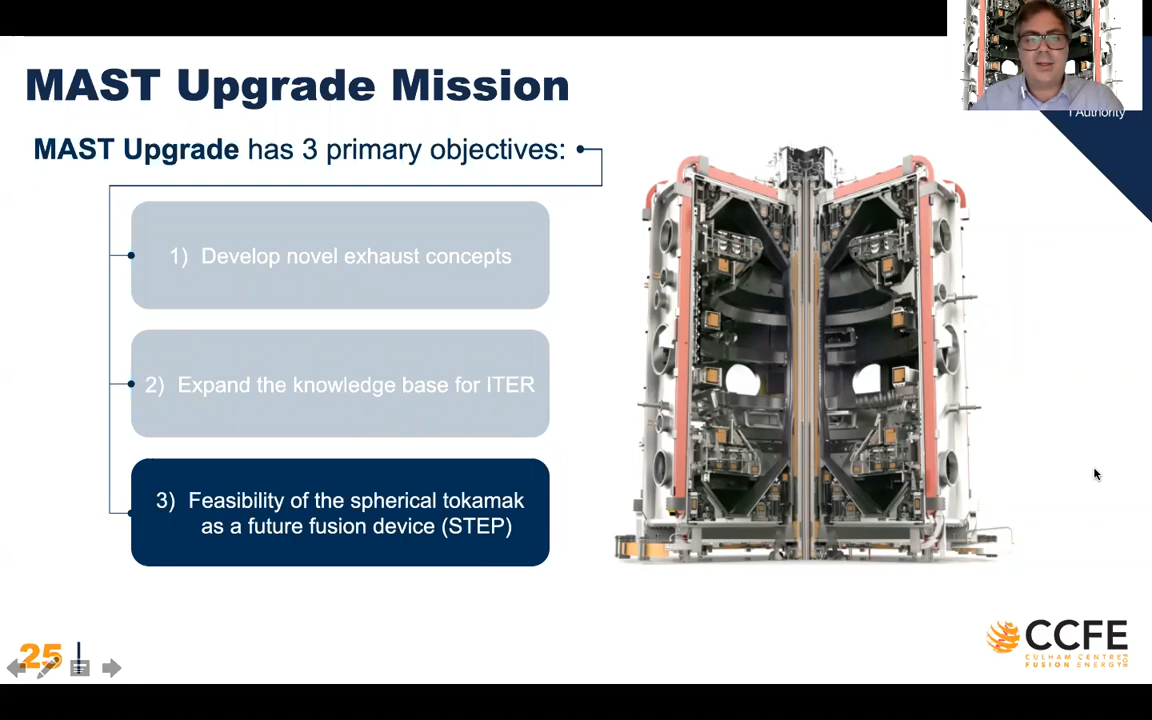 MAST Upgrade Mission
Authority
MAST Upgrade has 3 primary objectives:
1) Develop novel exhaust concepts
2) Expand the knowledge base for ITER
3) Feasibility of the spherical tokamak
as a future fusion device (STEP)
25
CCFE
CULHAM CENTRE FOR
FUSION ENERGY